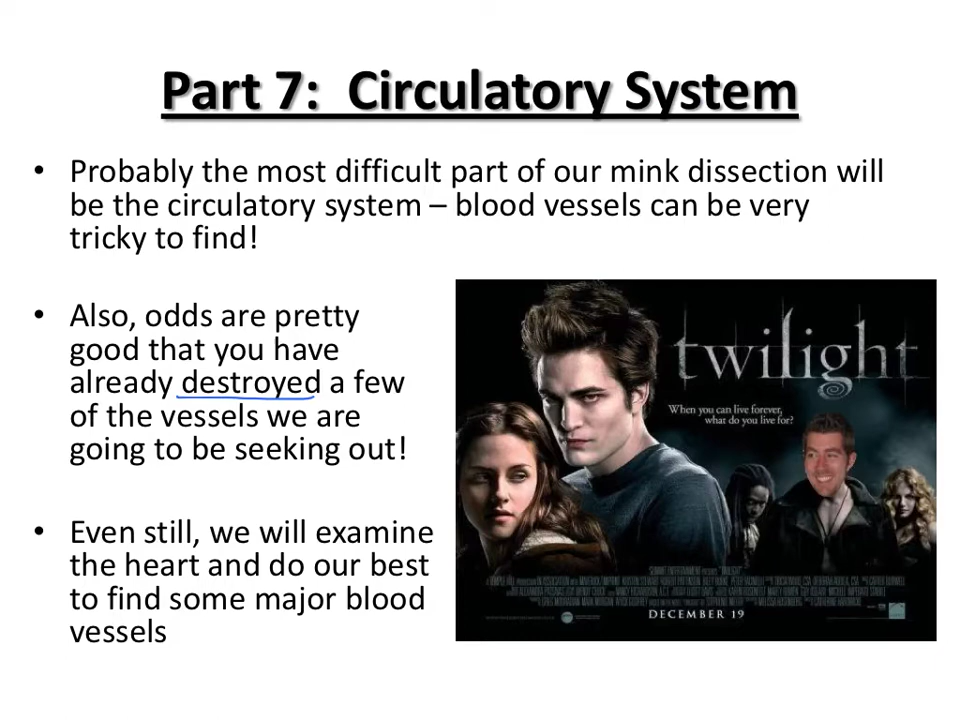 Part 7:  Circulatory System
• Probably the most difficult part of our mink dissection will
be the circulatory system – blood vessels can be very
tricky to find!
• Also, odds are pretty
good that you have
already destroyed a few
of the vessels we are
going to be seeking out!
• Even still, we will examine
the heart and do our best
to find some major blood
vessels
twilight
When you can live forever,
what do you live for?
DECEMBER 19